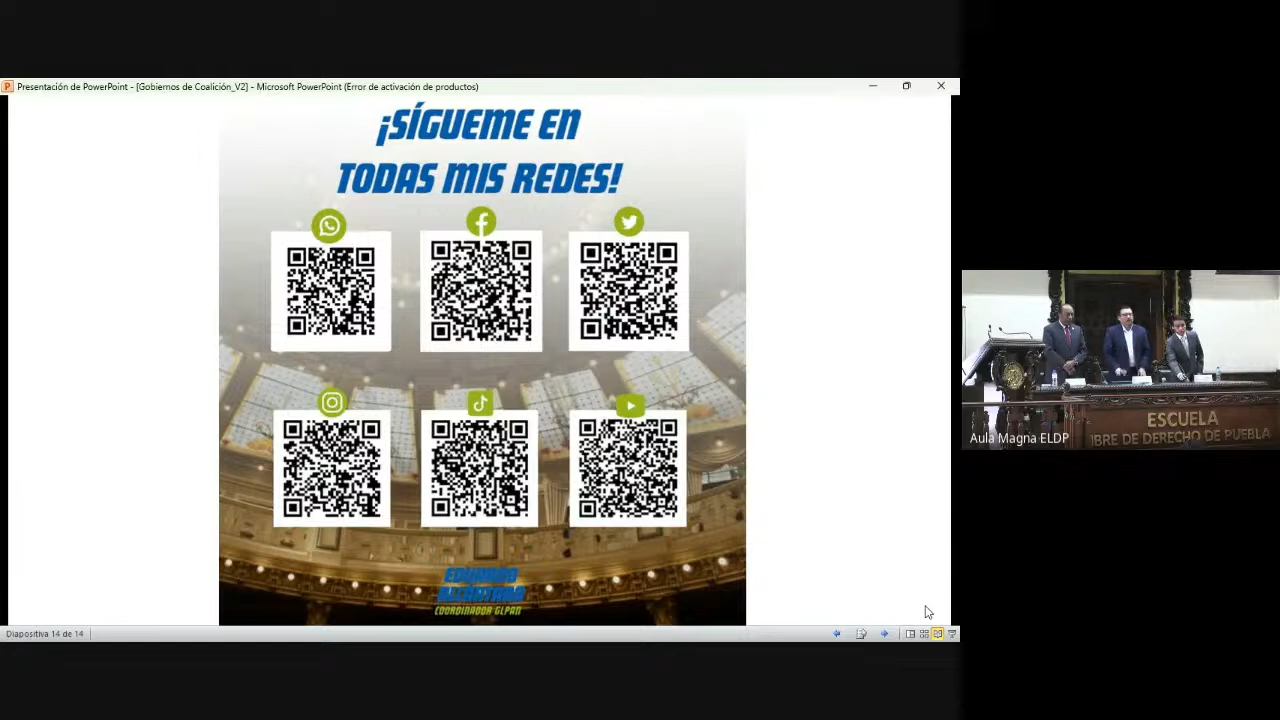 Presentación de PowerPoint - [Gobiernos de Coalición_V2] - Microsoft PowerPoint (Error de activación de productos)
¡SÍGUEME EN
TODAS MIS REDES!
EDUARDO
ALCÁNTARA
COORDINADOR GLPAN
Diapositiva 14 de 14
ESCUELA
IBRE DE DERECHO DE PUEBLA
Aula Magna ELDP